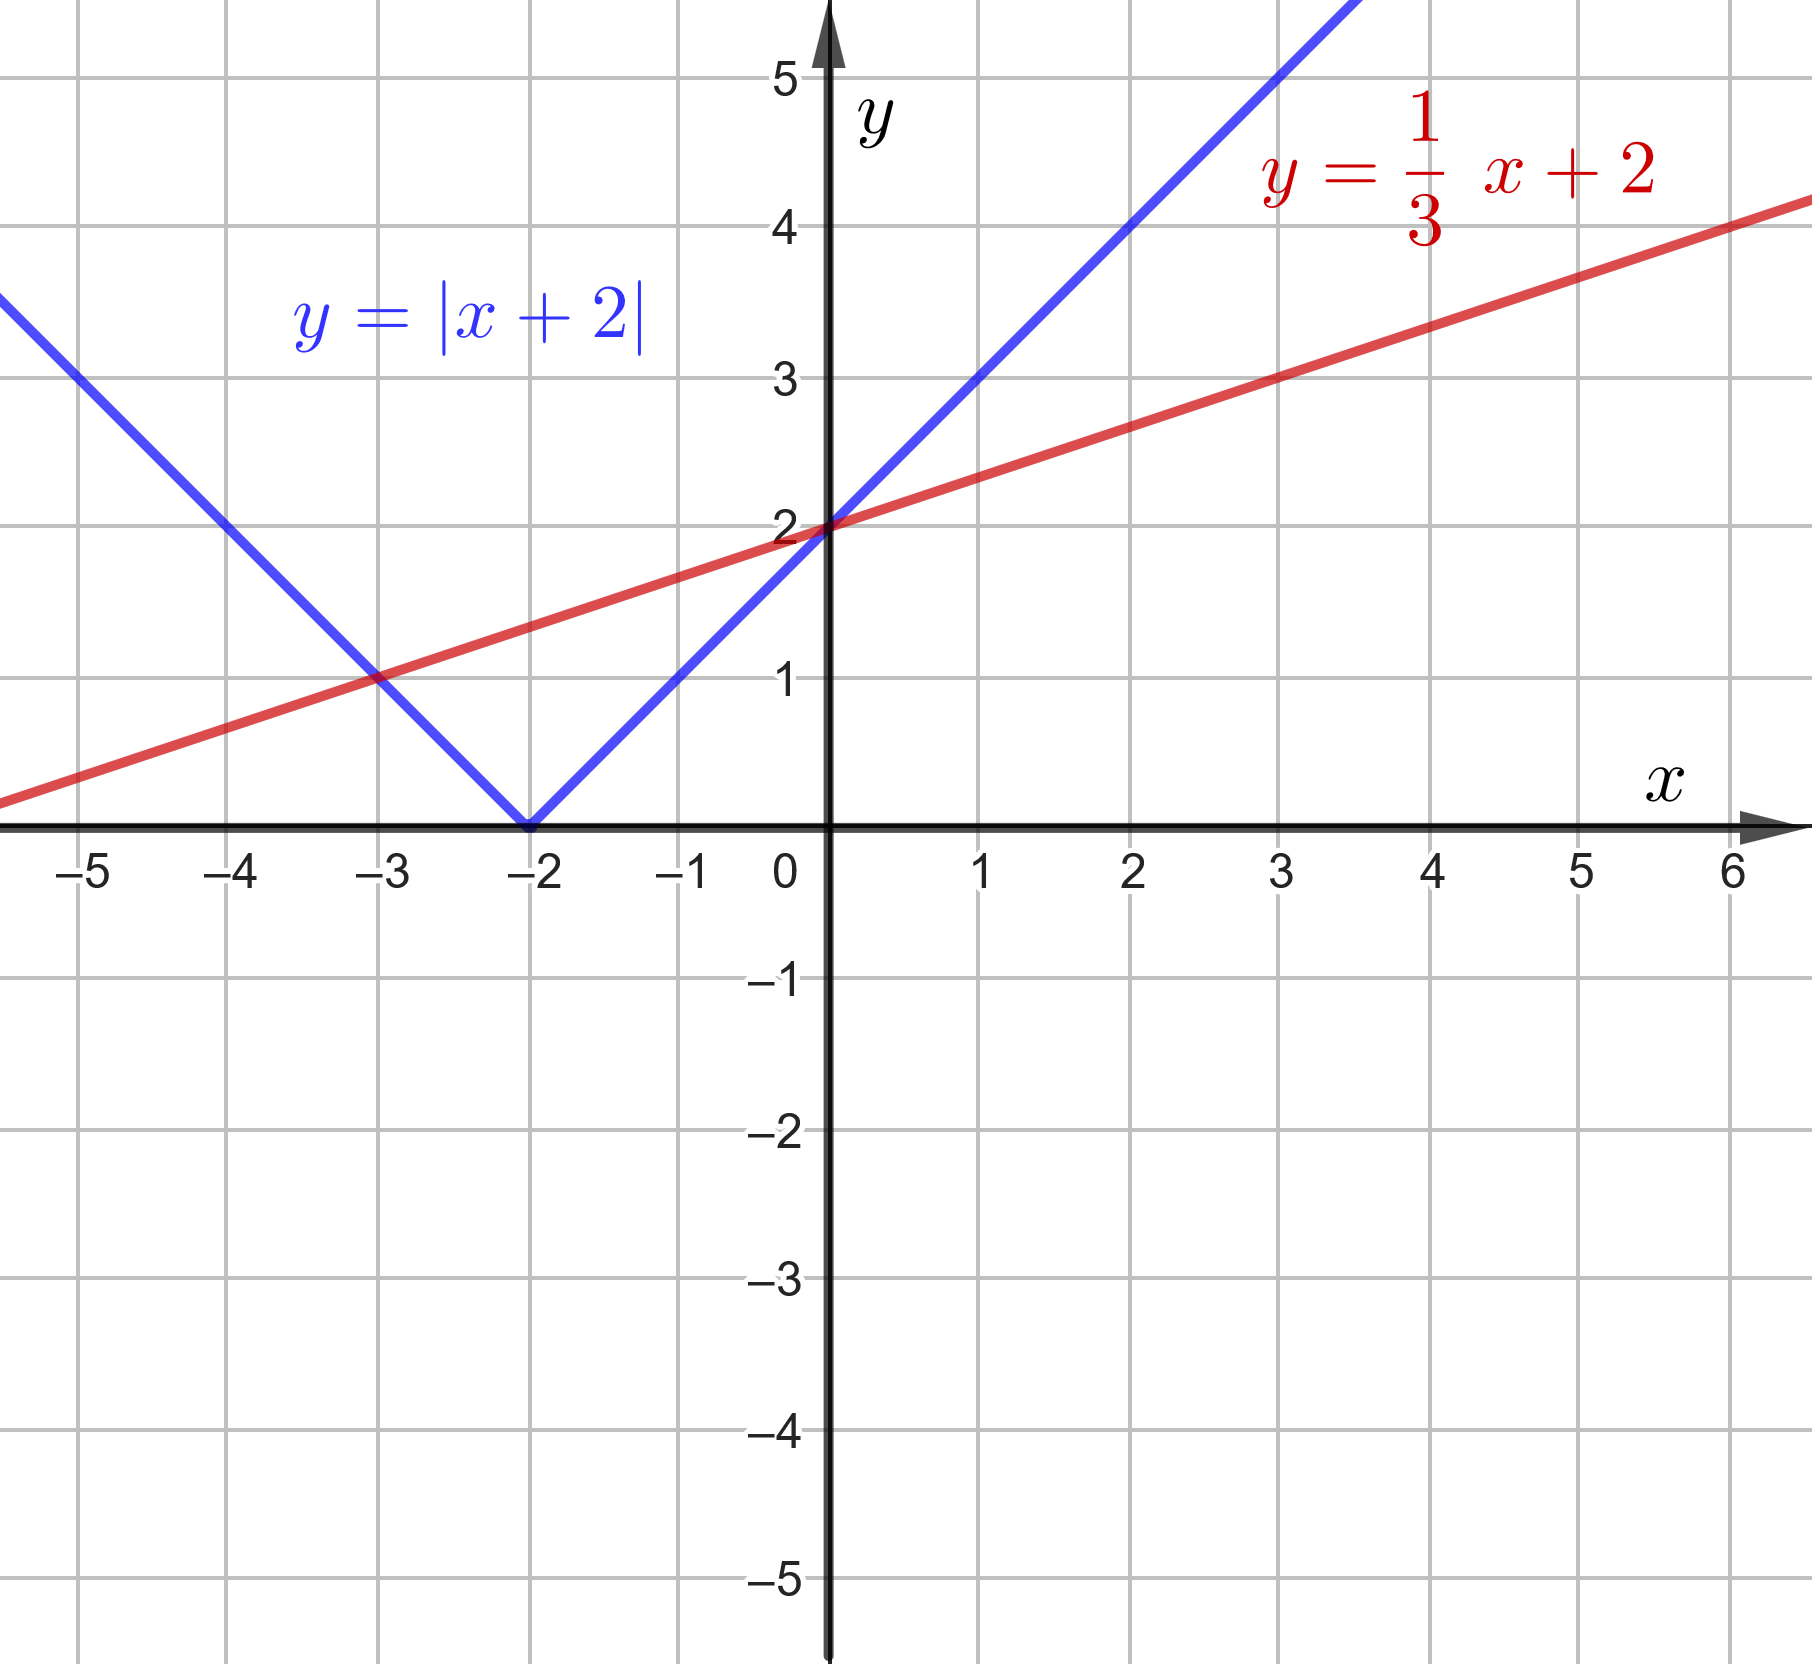 5
y
y = 1/3 x + 2
4
y = |x + 2|
3
2
1
x
–5 –4 –3 –2 –1 0 1 2 3 4 5 6
–1
–2
–3
–4
–5